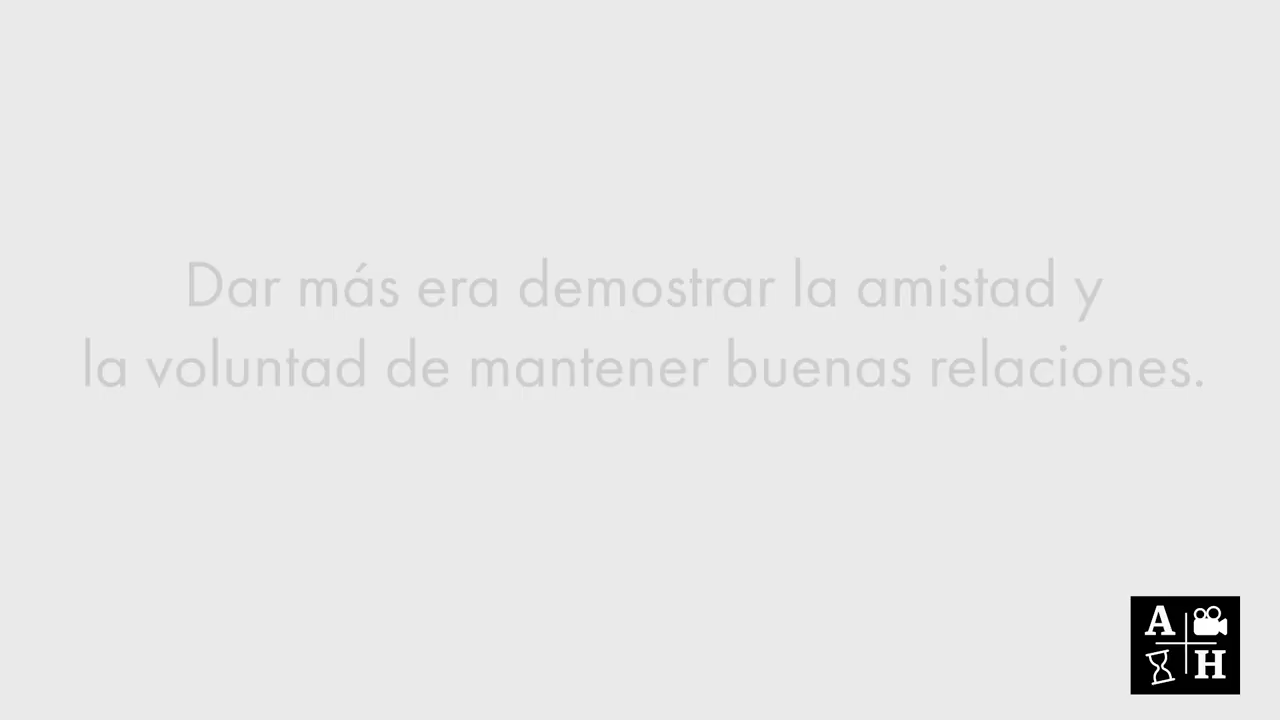 Dar más era demostrar la amistad y
la voluntad de mantener buenas relaciones.
A
H